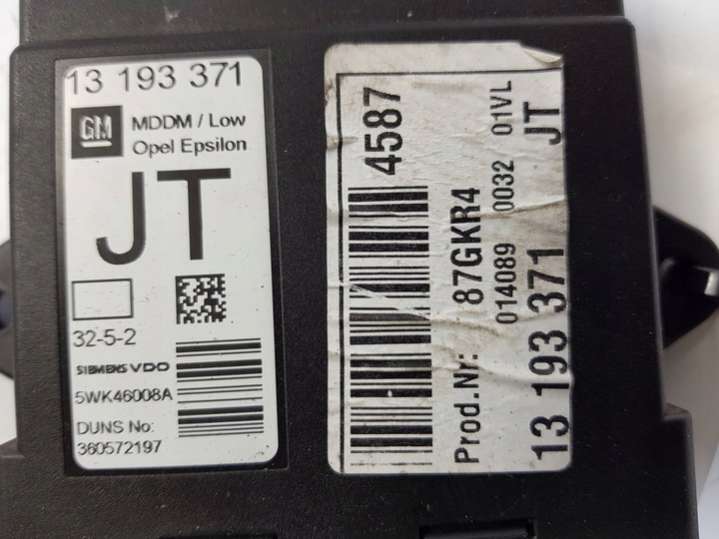 13 193 371
GM
MDDM / Low
Opel Epsilon
JT
32-5-2
SIEMENS VDO
5WK46008A
DUNS No:
360572197
4587
Prod.Nr: 87GKR4
014089 0032 01VL
13 193 371 JT